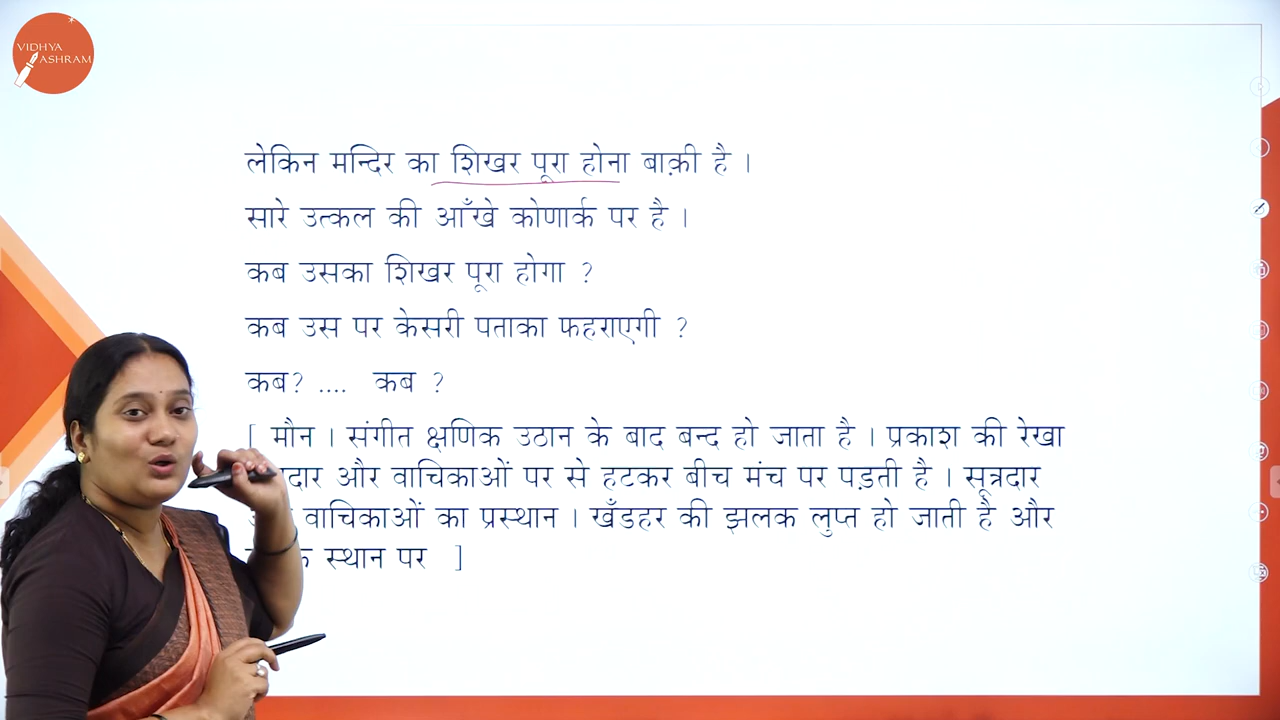 VIDHYA
ASHRAM
लेकिन मन्दिर का शिखर पूरा होना बाक़ी है ।
सारे उत्कल की आँखे कोणार्क पर है ।
कब उसका शिखर पूरा होगा ?
कब उस पर केसरी पताका फहराएगी ?
कब? .... कब ?
[ मौन । संगीत क्षणिक उठान के बाद बन्द हो जाता है । प्रकाश की रेखा
और वाचिकाओं पर से हटकर बीच मंच पर पड़ती है । सूत्रदार
वाचिकाओं का प्रस्थान । खँडहर की झलक लुप्त हो जाती है और
स्थान पर ]